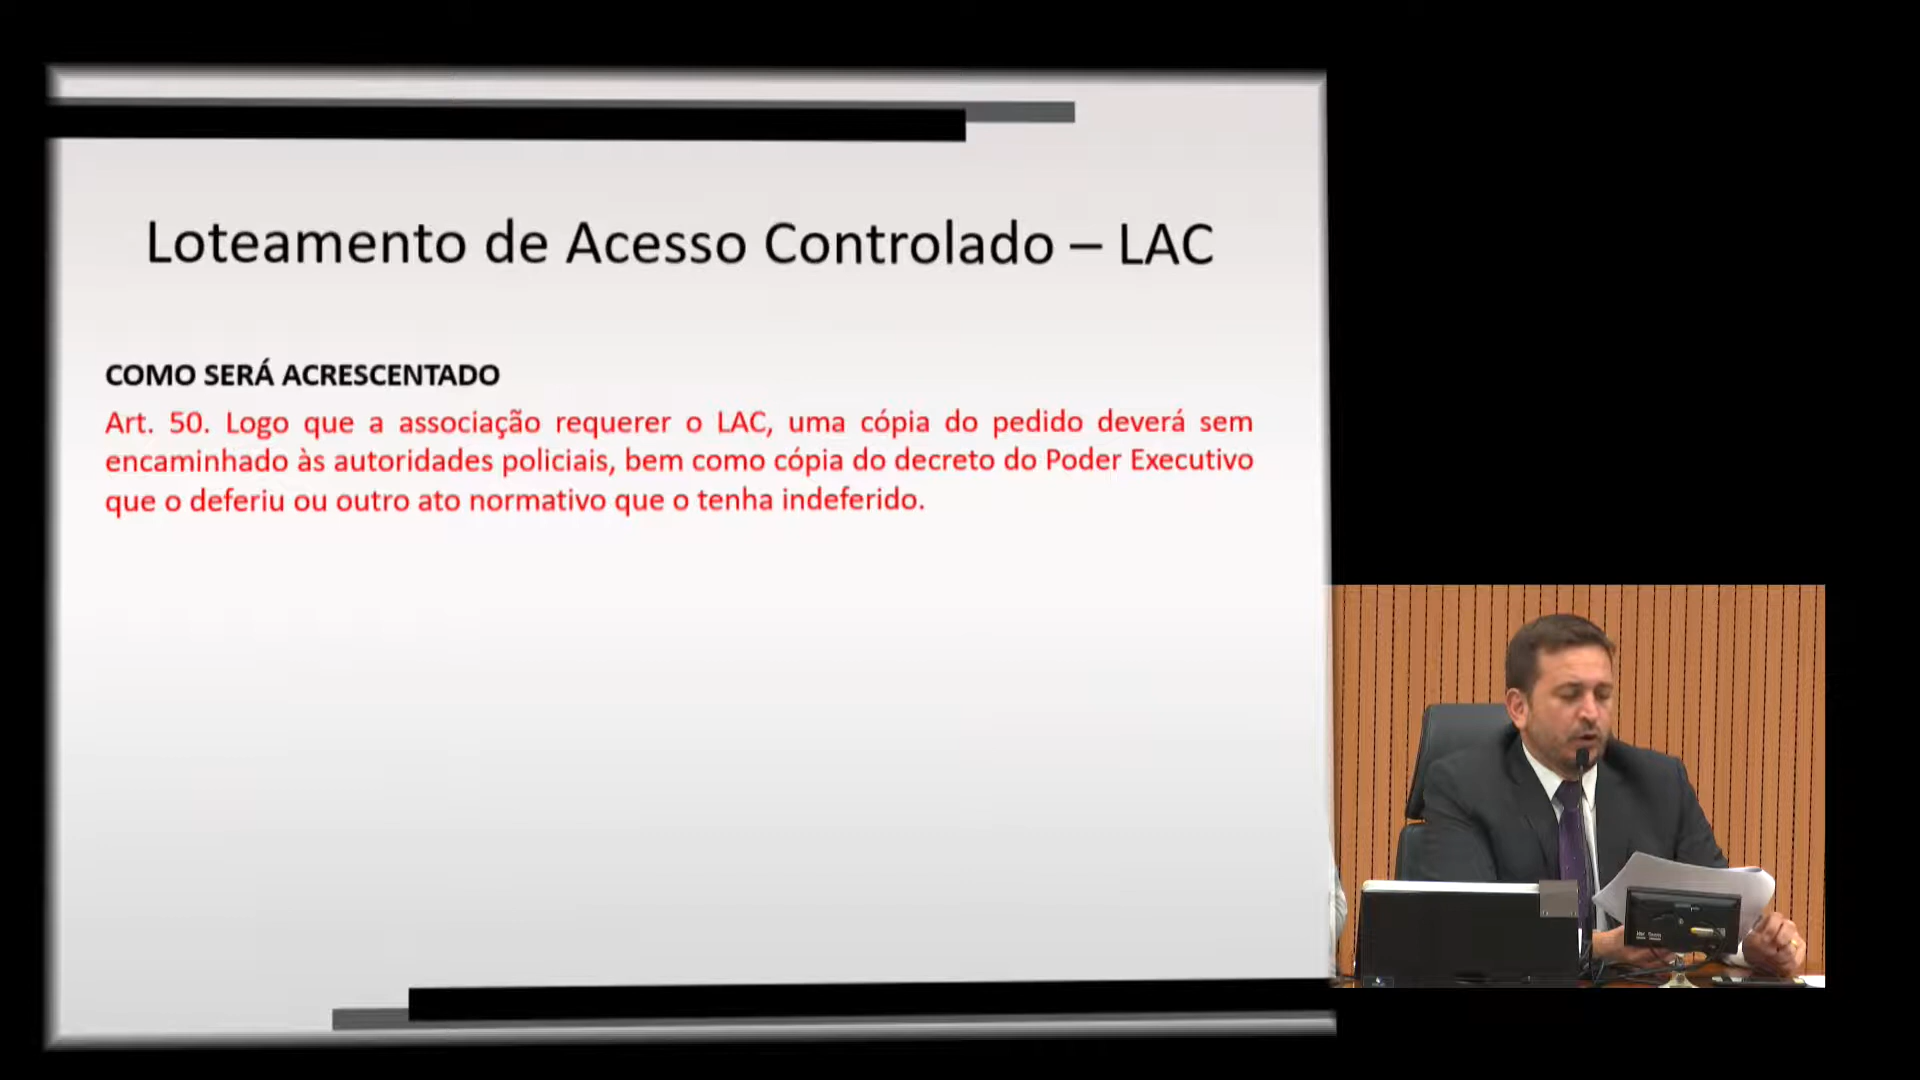 Loteamento de Acesso Controlado – LAC
COMO SERÁ ACRESCENTADO
Art. 50. Logo que a associação requerer o LAC, uma cópia do pedido deverá sem
encaminhado às autoridades policiais, bem como cópia do decreto do Poder Executivo
que o deferiu ou outro ato normativo que o tenha indeferido.